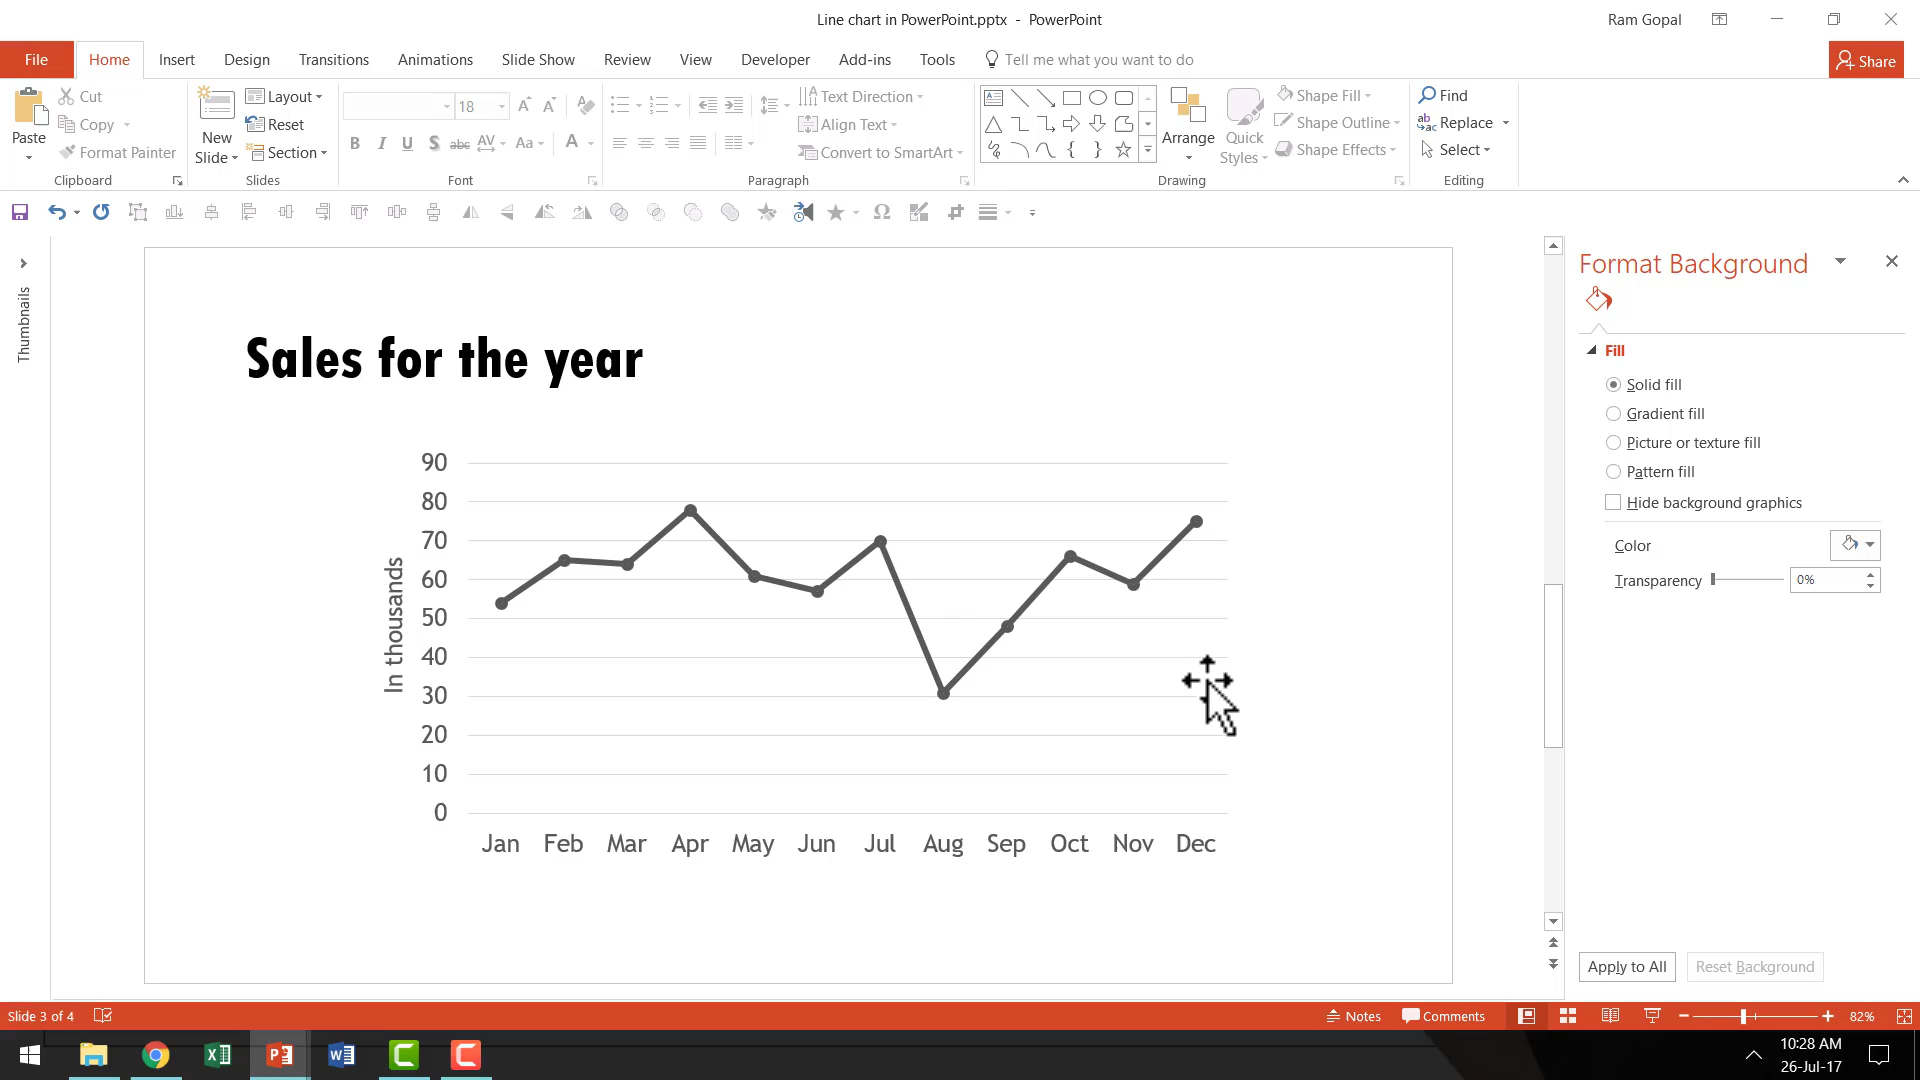 Line chart in PowerPoint.pptx - PowerPoint
Ram Gopal
File
Home
Insert
Design
Transitions
Animations
Slide Show
Review
View
Developer
Add-ins
Tools
Tell me what you want to do
Share
Paste
Cut
Copy
Format Painter
Clipboard
New
Slide
Layout
Reset
Section
Slides
18
B I U S abc AV Aa A
Font
Text Direction
Align Text
Convert to SmartArt
Paragraph
Arrange
Quick
Styles
Shape Fill
Shape Outline
Shape Effects
Drawing
Find
Replace
Select
Editing
Thumbnails
Sales for the year
In thousands
90
80
70
60
50
40
30
20
10
0
Jan Feb Mar Apr May Jun Jul Aug Sep Oct Nov Dec
Format Background
Fill
Solid fill
Gradient fill
Picture or texture fill
Pattern fill
Hide background graphics
Color
Transparency
0%
Apply to All
Reset Background
Slide 3 of 4
Notes
Comments
82%
10:28 AM
26-Jul-17